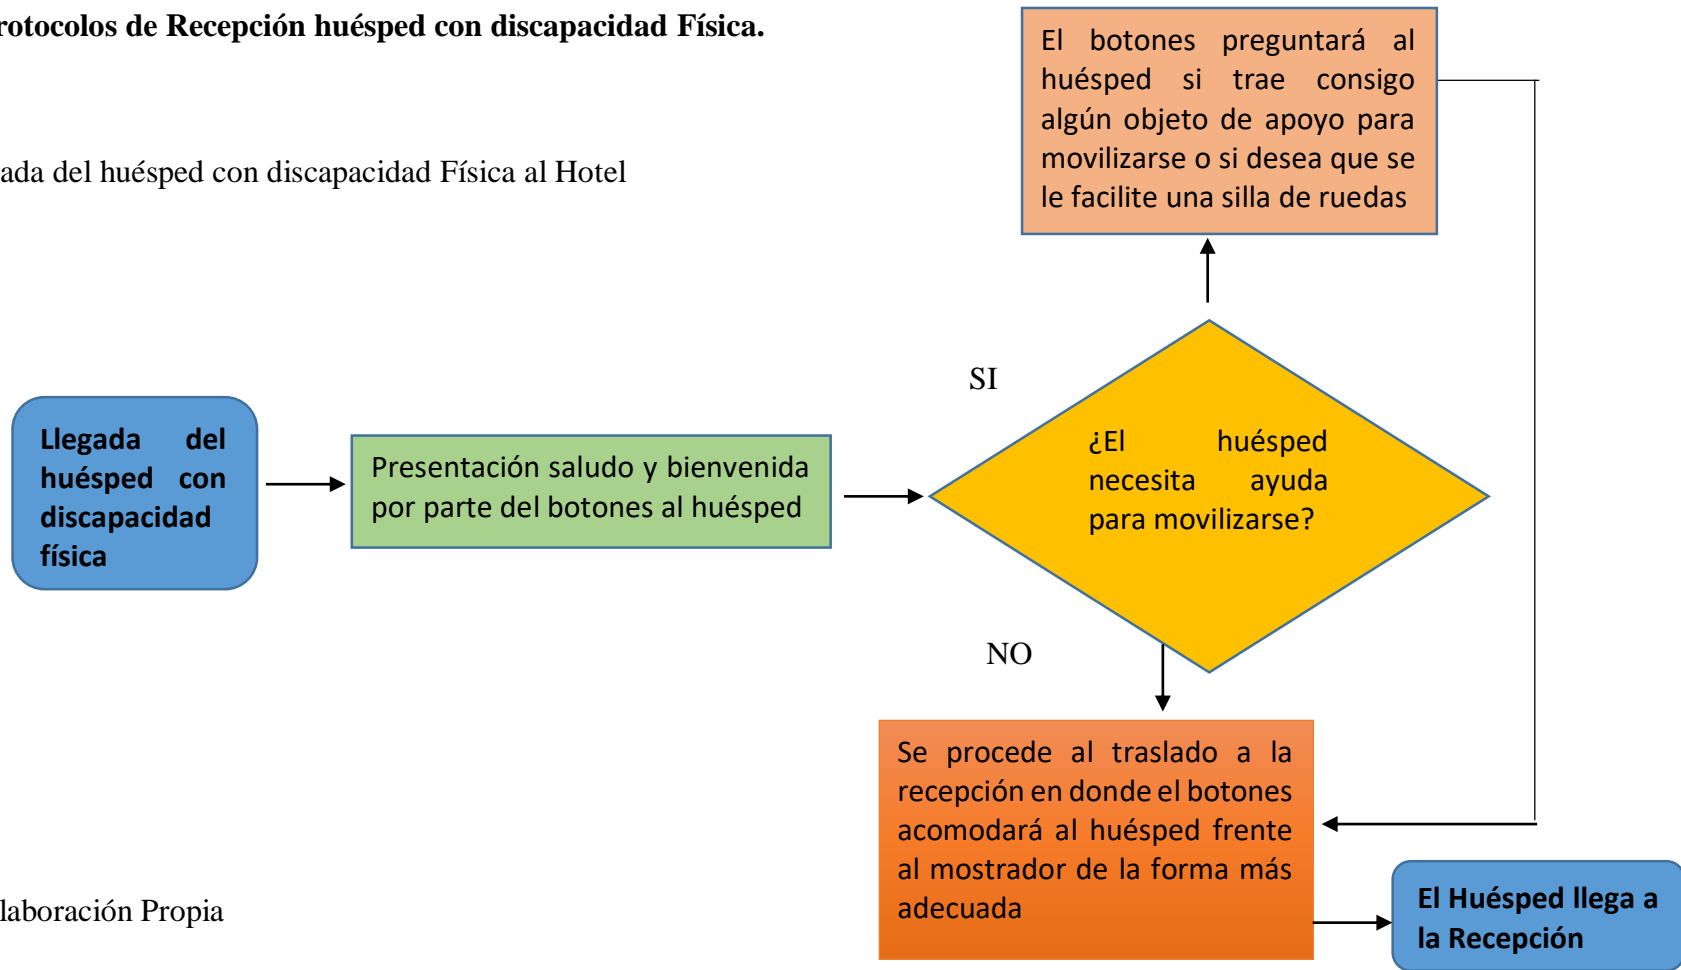 rotocolos de Recepción huésped con discapacidad Física.
ada del huésped con discapacidad Física al Hotel
El botones preguntará al
huésped si trae consigo
algún objeto de apoyo para
movilizarse o si desea que se
le facilite una silla de ruedas
SI
Llegada del
huésped con
discapacidad
física
Presentación saludo y bienvenida
por parte del botones al huésped
¿El huésped
necesita ayuda
para movilizarse?
NO
Se procede al traslado a la
recepción en donde el botones
acomodará al huésped frente
al mostrador de la forma más
adecuada
El Huésped llega a
la Recepción
laboración Propia